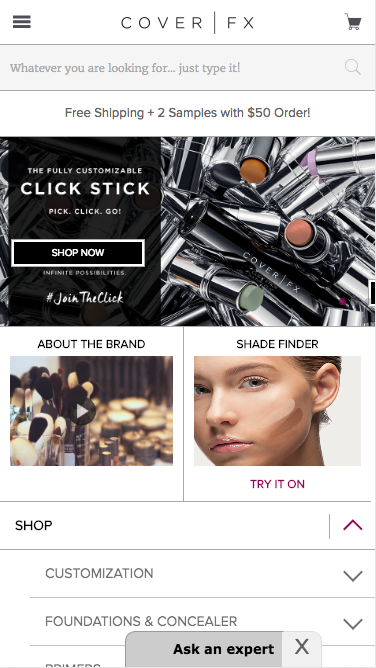 COVER | FX
Whatever you are looking for... just type it!
Free Shipping + 2 Samples with $50 Order!
THE FULLY CUSTOMIZABLE
CLICK STICK
PICK. CLICK. GO!
SHOP NOW
INFINITE POSSIBILITIES.
#JoinTheClick
COVER | FX
ABOUT THE BRAND
SHADE FINDER
TRY IT ON
SHOP
CUSTOMIZATION
FOUNDATIONS & CONCEALER
Ask an expert X
PRIMERS